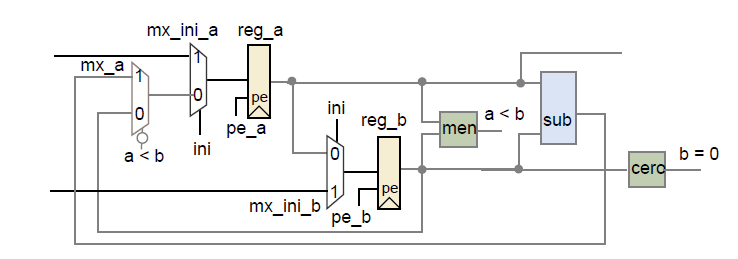 mx_ini_a reg_a
1
mx_a
1
0
pe
0
pe_a
ini
a < b
ini
reg_b
0
1
pe
mx_ini_b
pe_b
men
a < b
sub
cero
b = 0